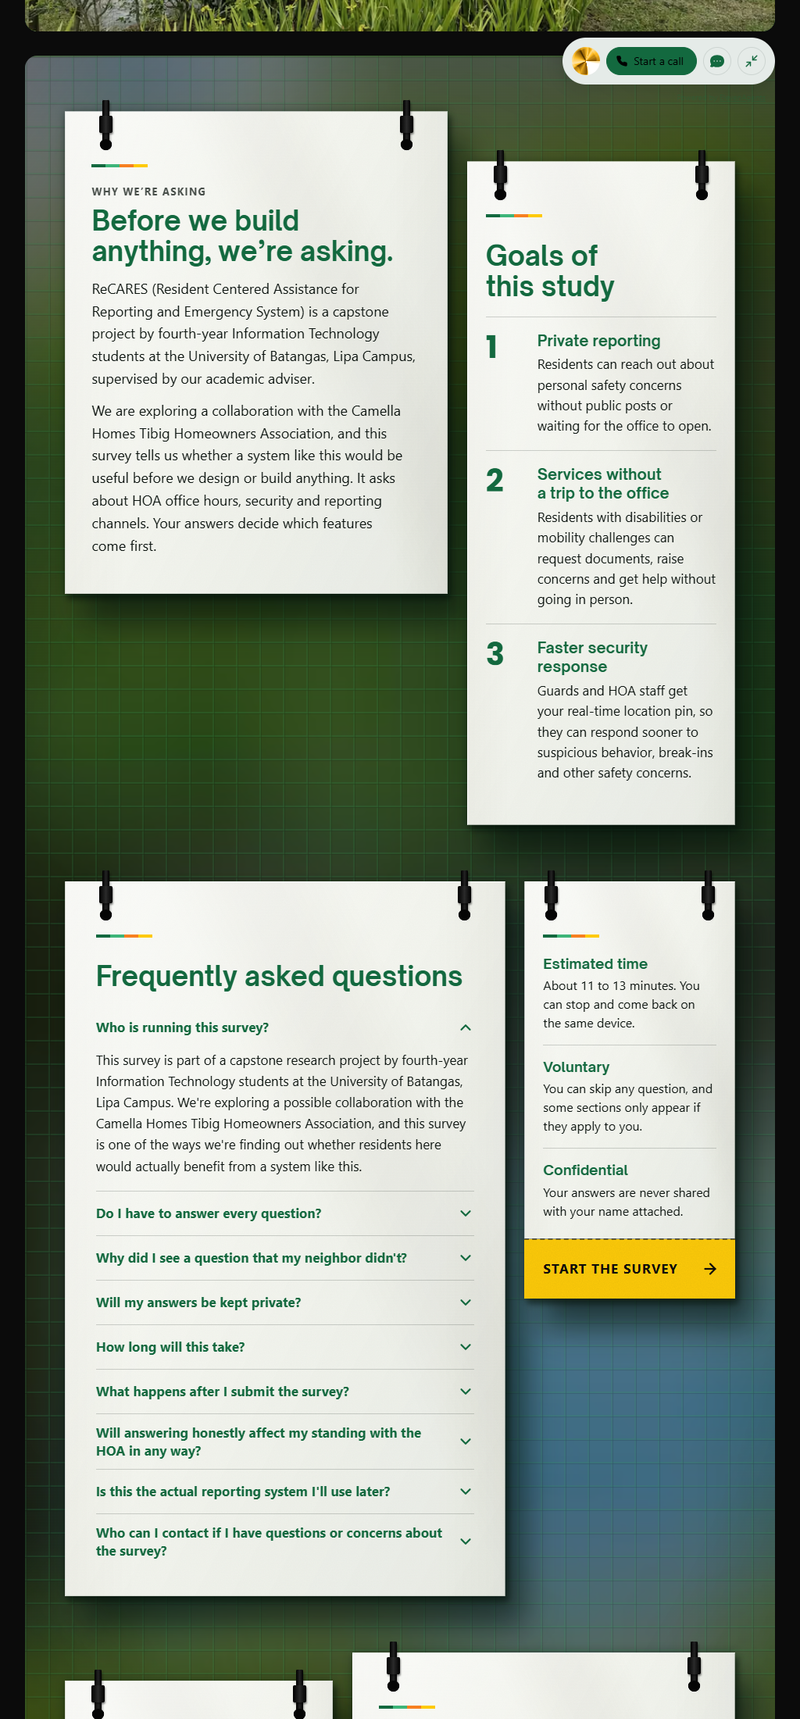 Start a call
WHY WE'RE ASKING
Before we build
anything, we’re asking.
ReCARES (Resident Centered Assistance for
Reporting and Emergency System) is a capstone
project by fourth-year Information Technology
students at the University of Batangas, Lipa Campus,
supervised by our academic adviser.
We are exploring a collaboration with the Camella
Homes Tibig Homeowners Association, and this
survey tells us whether a system like this would be
useful before we design or build anything. It asks
about HOA office hours, security and reporting
channels. Your answers decide which features
come first.
Goals of
this study
1
Private reporting
Residents can reach out about
personal safety concerns
without public posts or
waiting for the office to open.
2
Services without
a trip to the office
Residents with disabilities or
mobility challenges can
request documents, raise
concerns and get help without
going in person.
3
Faster security
response
Guards and HOA staff get
your real-time location pin, so
they can respond sooner to
suspicious behavior, break-ins
and other safety concerns.
Frequently asked questions
Who is running this survey?
This survey is part of a capstone research project by fourth-year
Information Technology students at the University of Batangas,
Lipa Campus. We're exploring a possible collaboration with the
Camella Homes Tibig Homeowners Association, and this survey
is one of the ways we're finding out whether residents here
would actually benefit from a system like this.
Do I have to answer every question?
Why did I see a question that my neighbor didn't?
Will my answers be kept private?
How long will this take?
What happens after I submit the survey?
Will answering honestly affect my standing with the
HOA in any way?
Is this the actual reporting system I'll use later?
Who can I contact if I have questions or concerns about
the survey?
Estimated time
About 11 to 13 minutes. You
can stop and come back on
the same device.
Voluntary
You can skip any question, and
some sections only appear if
they apply to you.
Confidential
Your answers are never shared
with your name attached.
START THE SURVEY